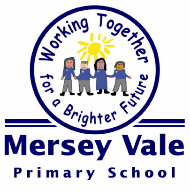 Working Together
for a Brighter Future
Mersey Vale
Primary School